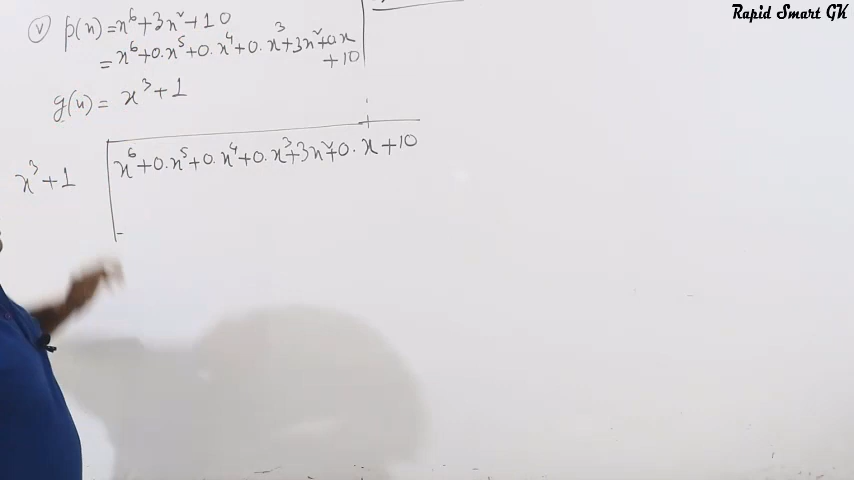 Rapid Smart GK
(v) p(x) = x⁶ + 3x² + 10
= x⁶ + 0.x⁵ + 0.x⁴ + 0.x³ + 3x² + 0.x
+ 10
g(x) = x³ + 1
x³ + 1 x⁶ + 0.x⁵ + 0.x⁴ + 0.x³ + 3x² + 0.x + 10